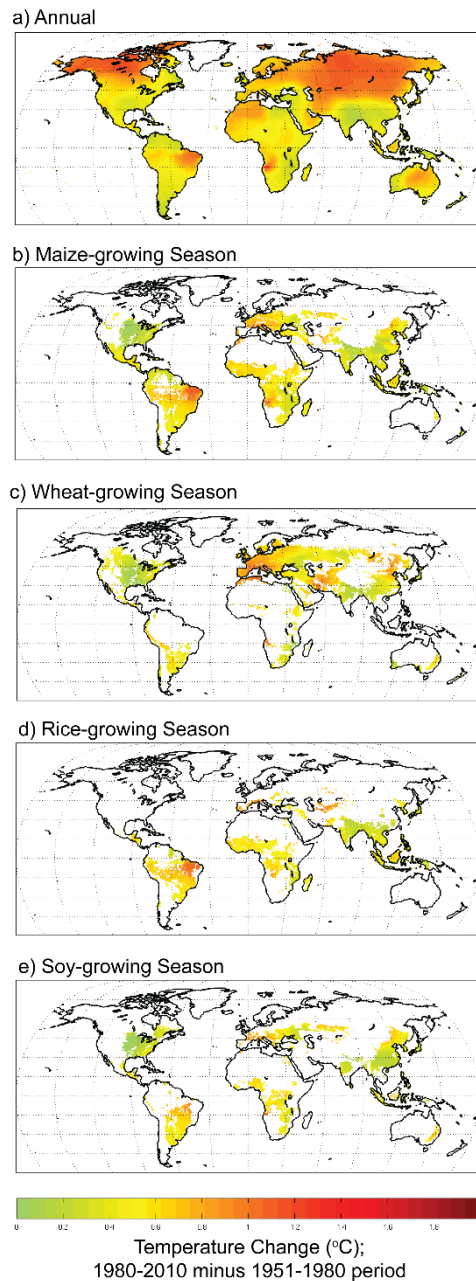 a) Annual
b) Maize-growing Season
c) Wheat-growing Season
d) Rice-growing Season
e) Soy-growing Season
0 0.2 0.4 0.6 0.8 1 1.2 1.4 1.6 1.8
Temperature Change (°C);
1980-2010 minus 1951-1980 period